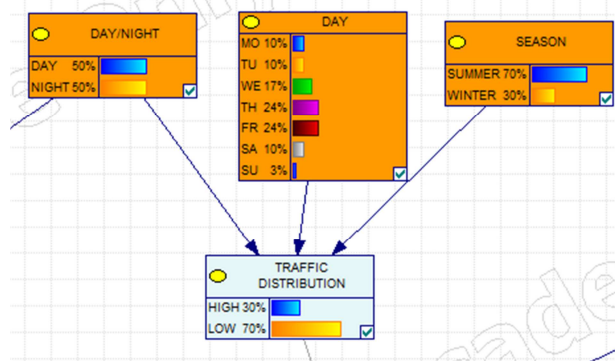 DAY/NIGHT
DAY 50%
NIGHT 50%
DAY
MO 10%
TU 10%
WE 17%
TH 24%
FR 24%
SA 10%
SU 3%
SEASON
SUMMER 70%
WINTER 30%
TRAFFIC
DISTRIBUTION
HIGH 30%
LOW 70%